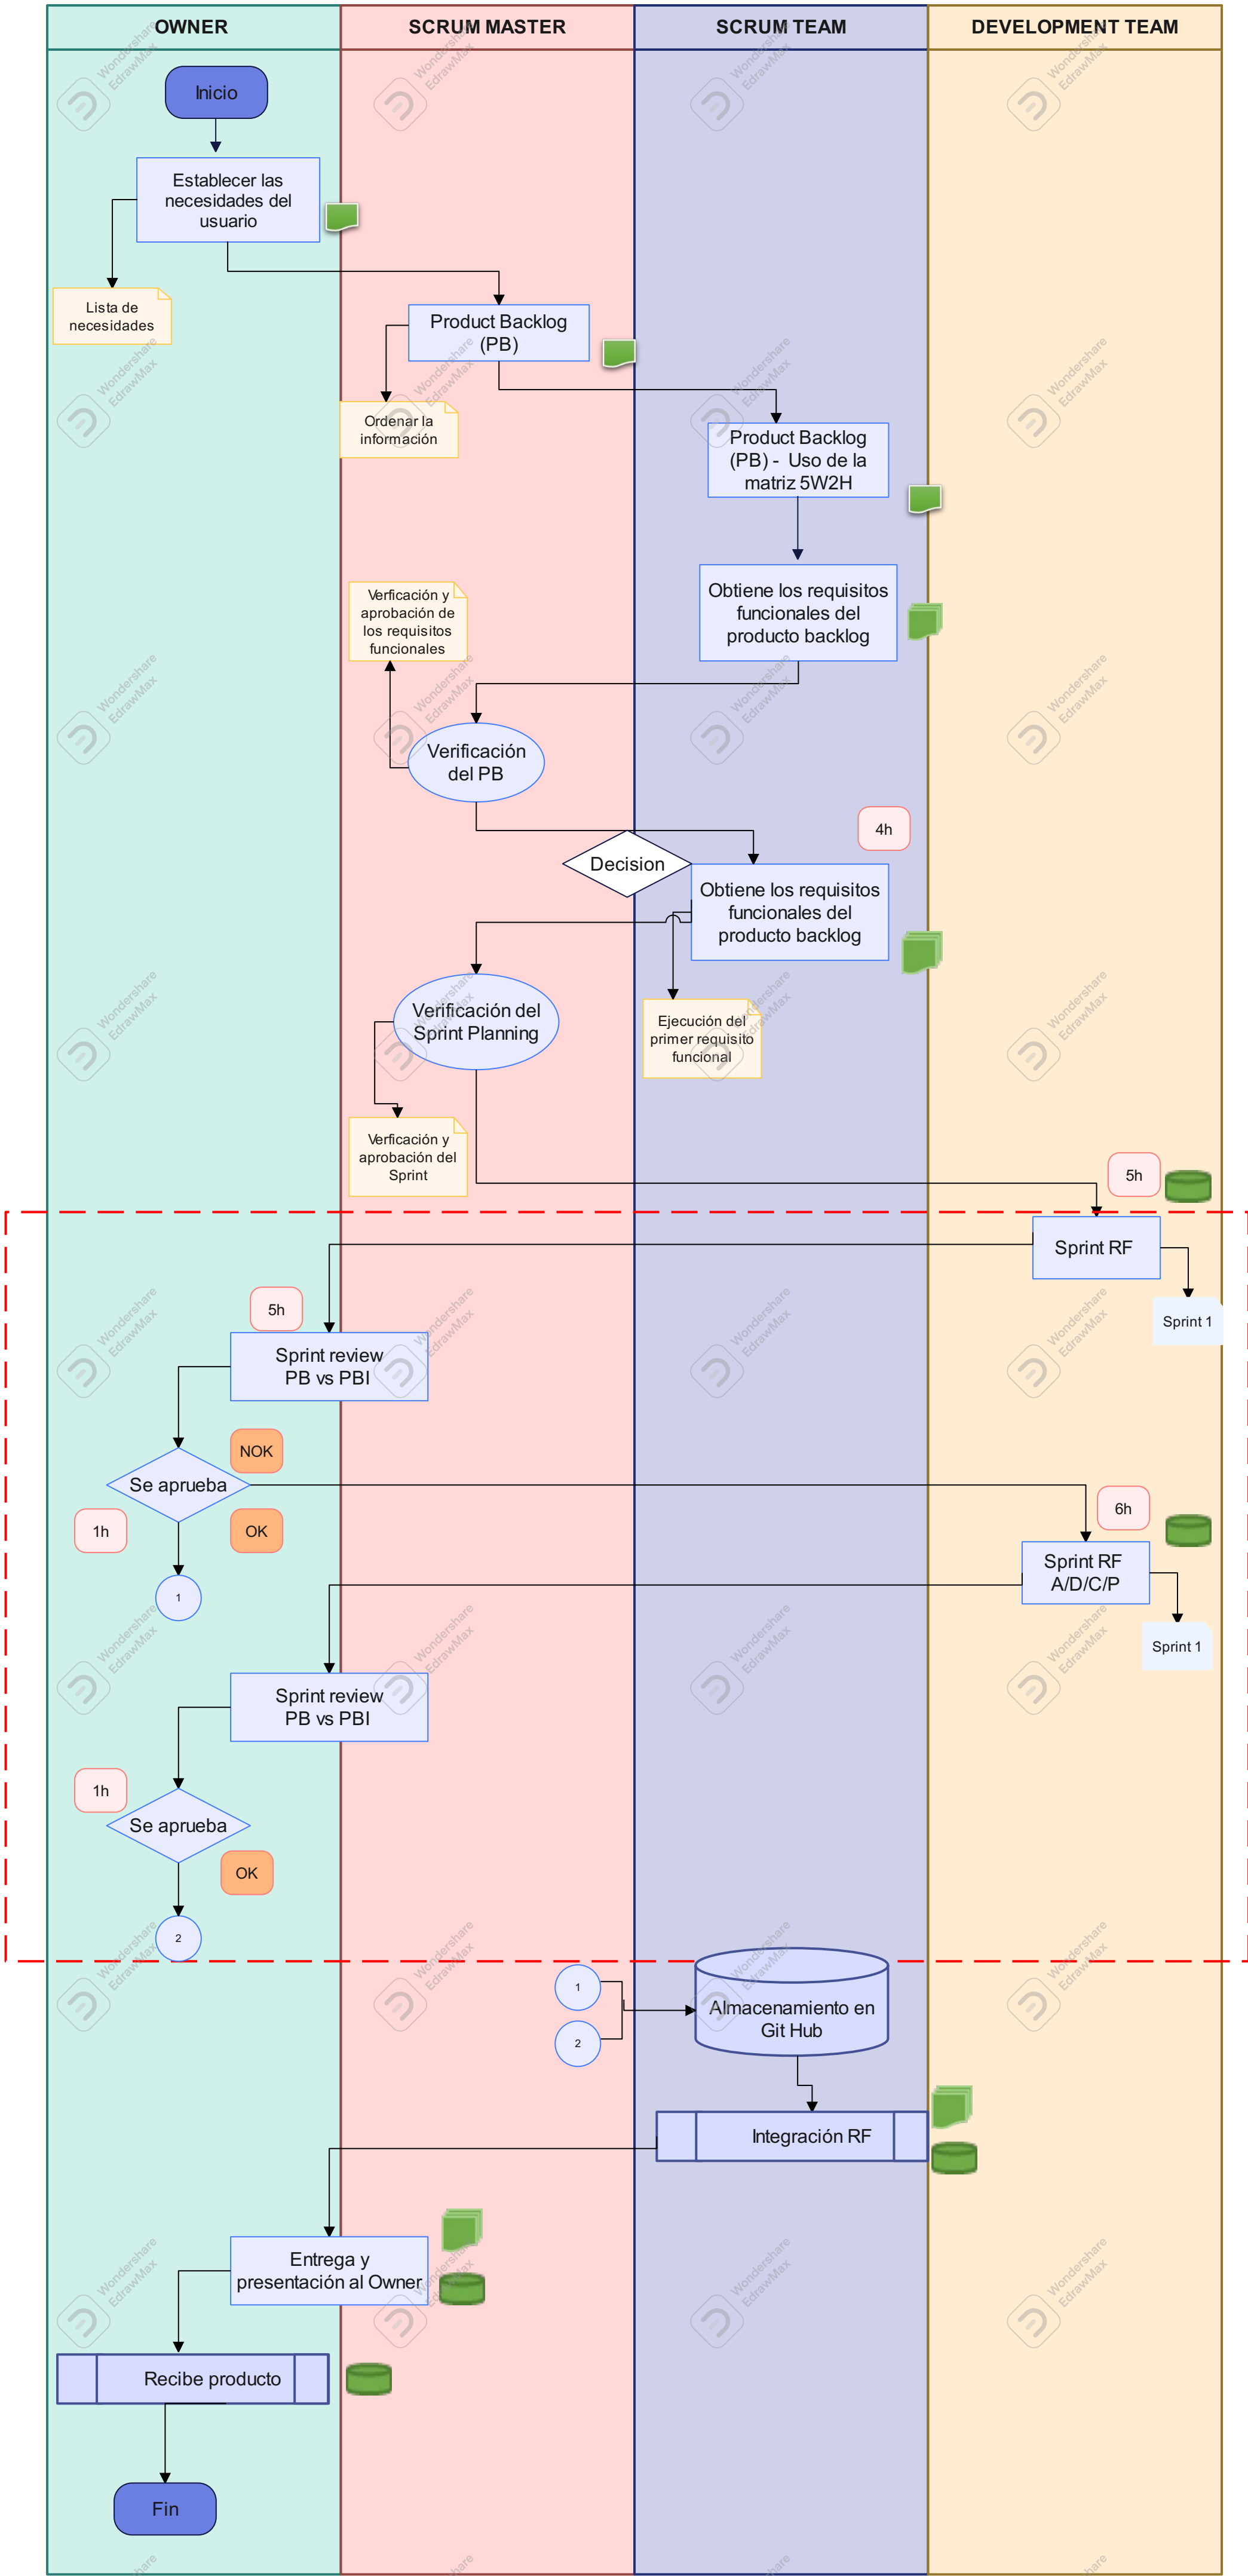 OWNER
SCRUM MASTER
SCRUM TEAM
DEVELOPMENT TEAM
Inicio
Establecer las
necesidades del
usuario
Lista de
necesidades
Product Backlog
(PB)
Ordenar la
información
Product Backlog
(PB) - Uso de la
matriz 5W2H
Obtiene los requisitos
funcionales del
producto backlog
Verficación y
aprobación de
los requisitos
funcionales
Verificación
del PB
4h
Decision
Obtiene los requisitos
funcionales del
producto backlog
Verificación del
Sprint Planning
Ejecución del
primer requisito
funcional
Verficación y
aprobación del
Sprint
5h
Sprint RF
Sprint 1
5h
Sprint review
PB vs PBI
NOK
Se aprueba
1h
OK
1
6h
Sprint RF
A/D/C/P
Sprint 1
Sprint review
PB vs PBI
1h
Se aprueba
OK
2
1
2
Almacenamiento en
Git Hub
Integración RF
Entrega y
presentación al Owner
Recibe producto
Fin
Wondershare
EdrawMax